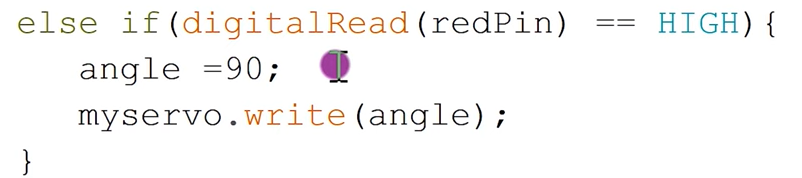 else if(digitalRead(redPin) == HIGH){
angle =90;
myservo.write(angle);
}